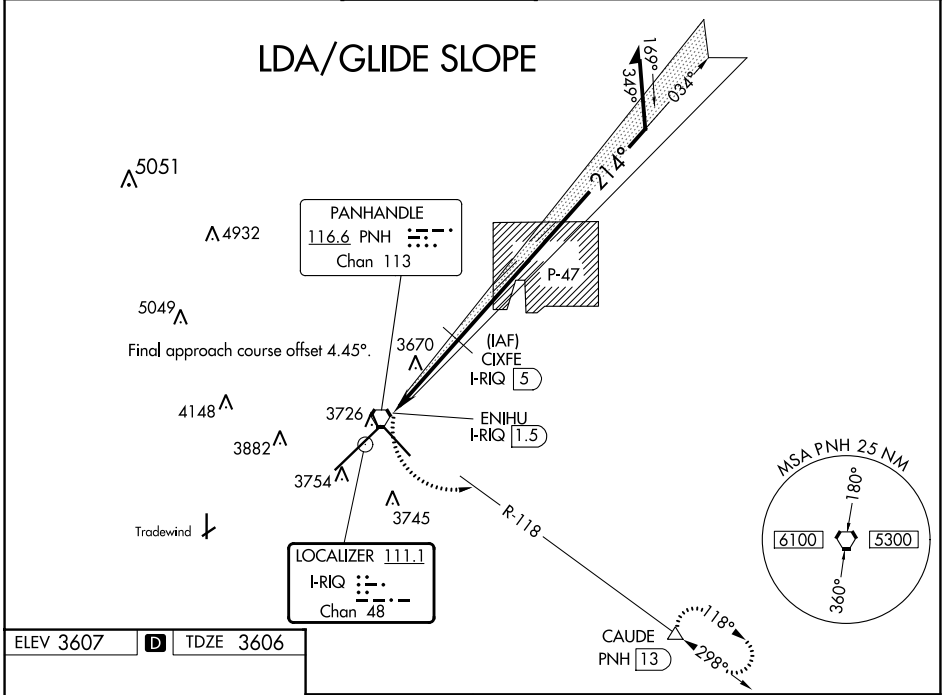 LDA/GLIDE SLOPE
169°
349°
034°
214°
5051
4932
PANHANDLE
116.6 PNH
Chan 113
P-47
5049
Final approach course offset 4.45°.
3670
(IAF)
CIXFE
I-RIQ 5
4148
3726
ENIHU
I-RIQ 1.5
3882
3754
3745
R-118
MSA PNH 25 NM
180°
6100
5300
360°
Tradewind
LOCALIZER 111.1
I-RIQ
Chan 48
CAUDE
PNH 13
118°
298°
ELEV 3607 D TDZE 3606